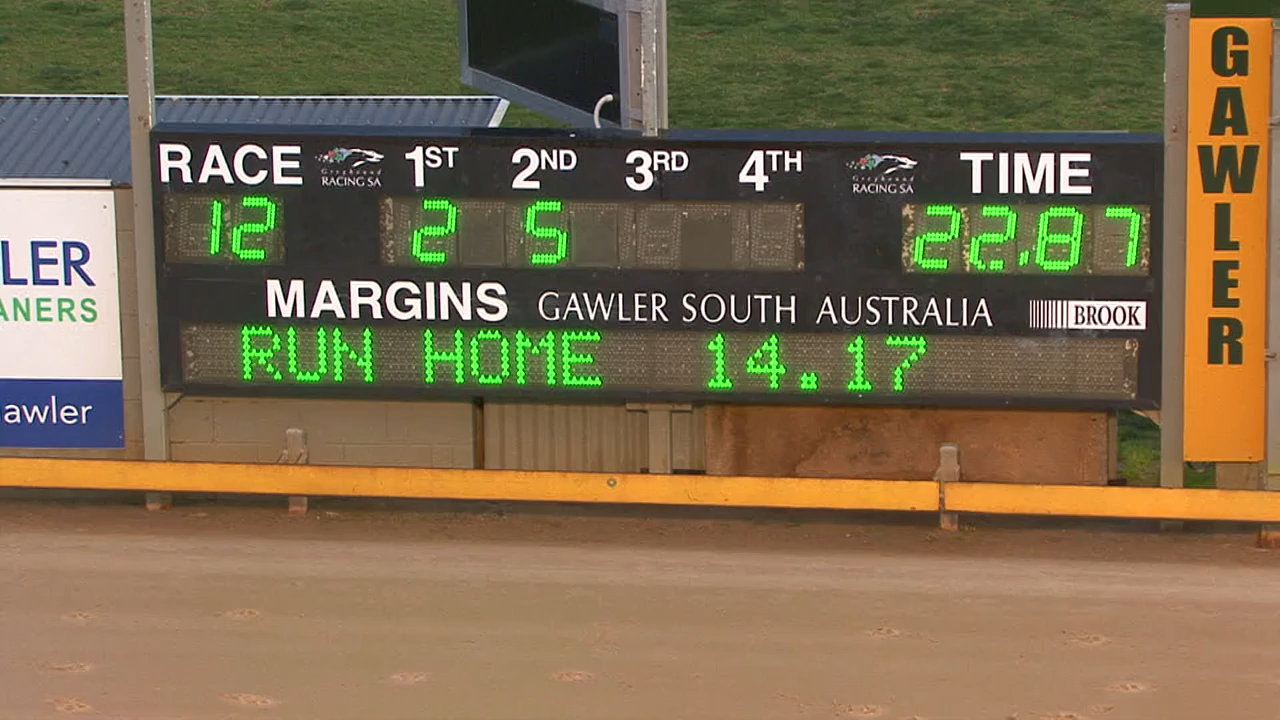 RACE Greyhound RACING SA 1ST 2ND 3RD 4TH Greyhound RACING SA TIME
12 2 5 22.87
MARGINS GAWLER SOUTH AUSTRALIA BROOK
RUN HOME 14.17
GAWLER
LER
ANERS
awler